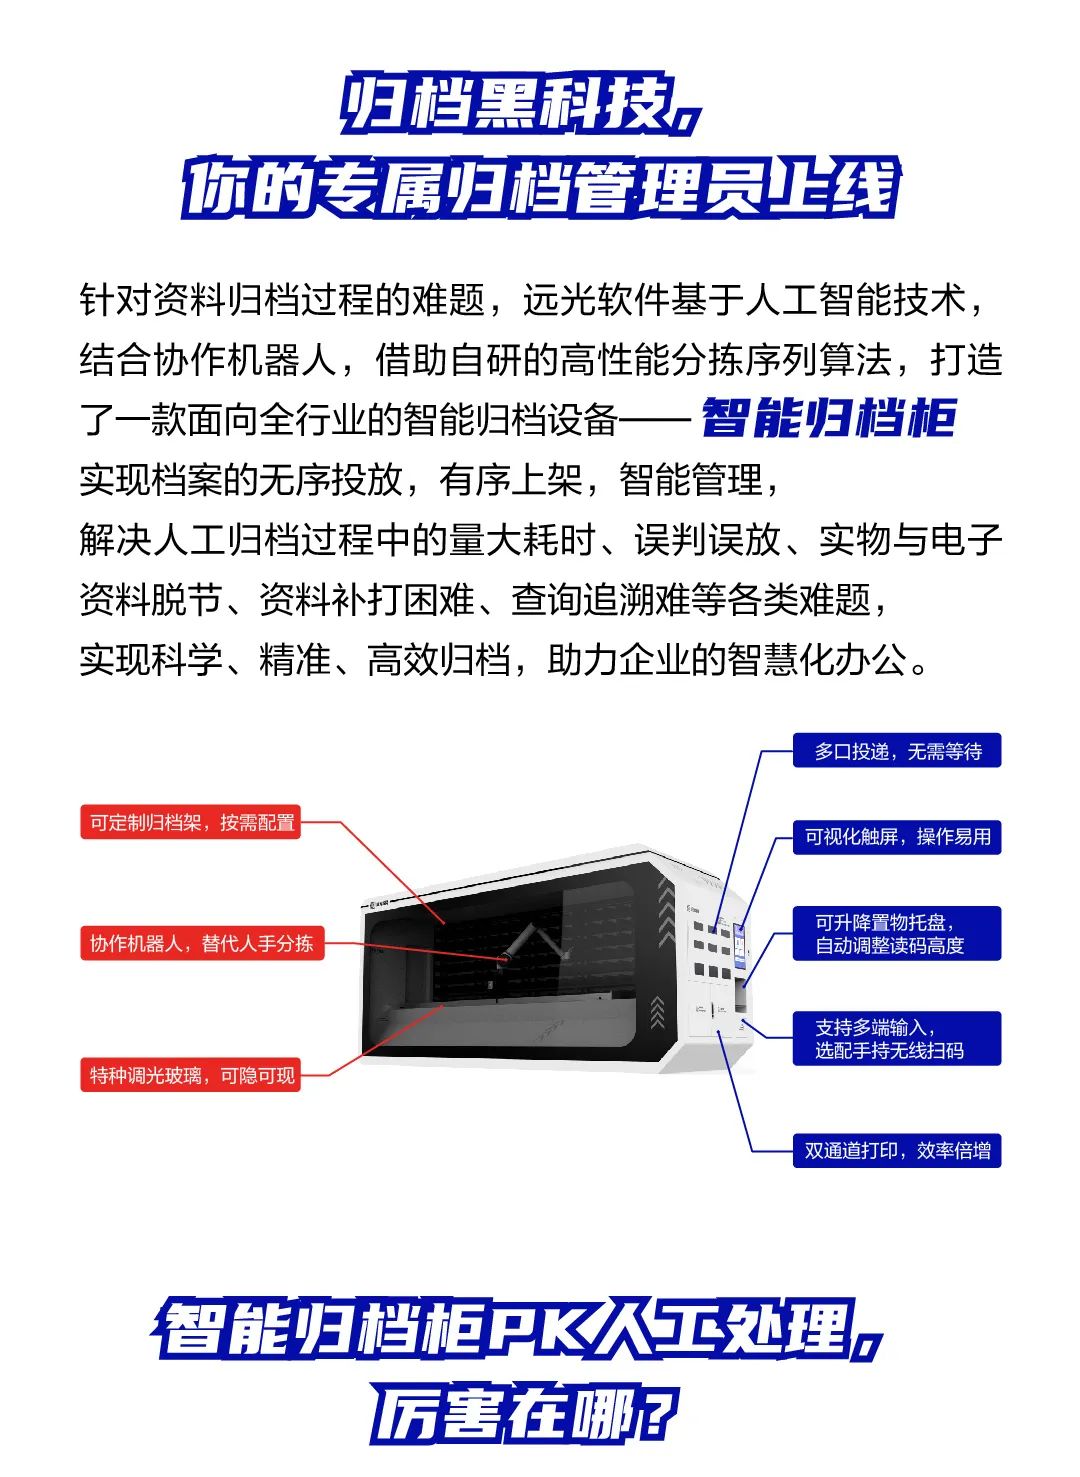 归档黑科技，
你的专属归档管理员上线
针对资料归档过程的难题，远光软件基于人工智能技术，
结合协作机器人，借助自研的高性能分拣序列算法，打造
了一款面向全行业的智能归档设备——智能归档柜
实现档案的无序投放，有序上架，智能管理，
解决人工归档过程中的量大耗时、误判误放、实物与电子
资料脱节、资料补打困难、查询追溯难等各类难题，
实现科学、精准、高效归档，助力企业的智慧化办公。
可定制归档架，按需配置
协作机器人，替代人手分拣
特种调光玻璃，可隐可现
多口投递，无需等待
可视化触屏，操作易用
可升降置物托盘，
自动调整读码高度
支持多端输入，
选配手持无线扫码
双通道打印，效率倍增
智能归档柜PK人工处理，
厉害在哪？